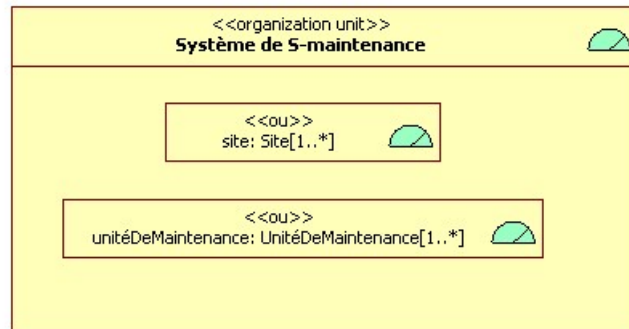 <<organization unit>>
Système de S-maintenance
<<ou>>
site: Site[1..*]
<<ou>>
unitéDeMaintenance: UnitéDeMaintenance[1..*]